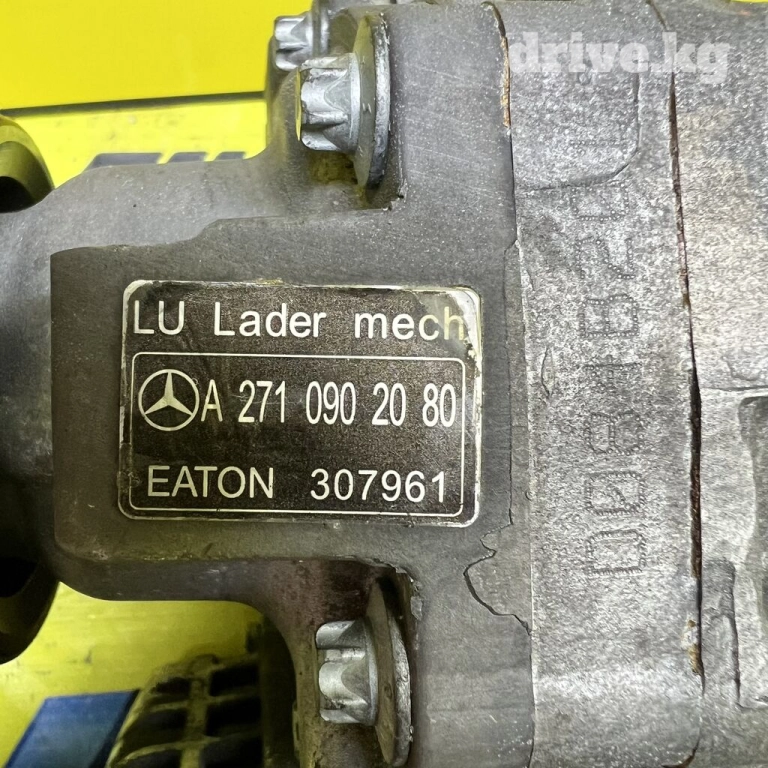 drive.kg
LU Lader mech
A 271 090 20 80
EATON 307961